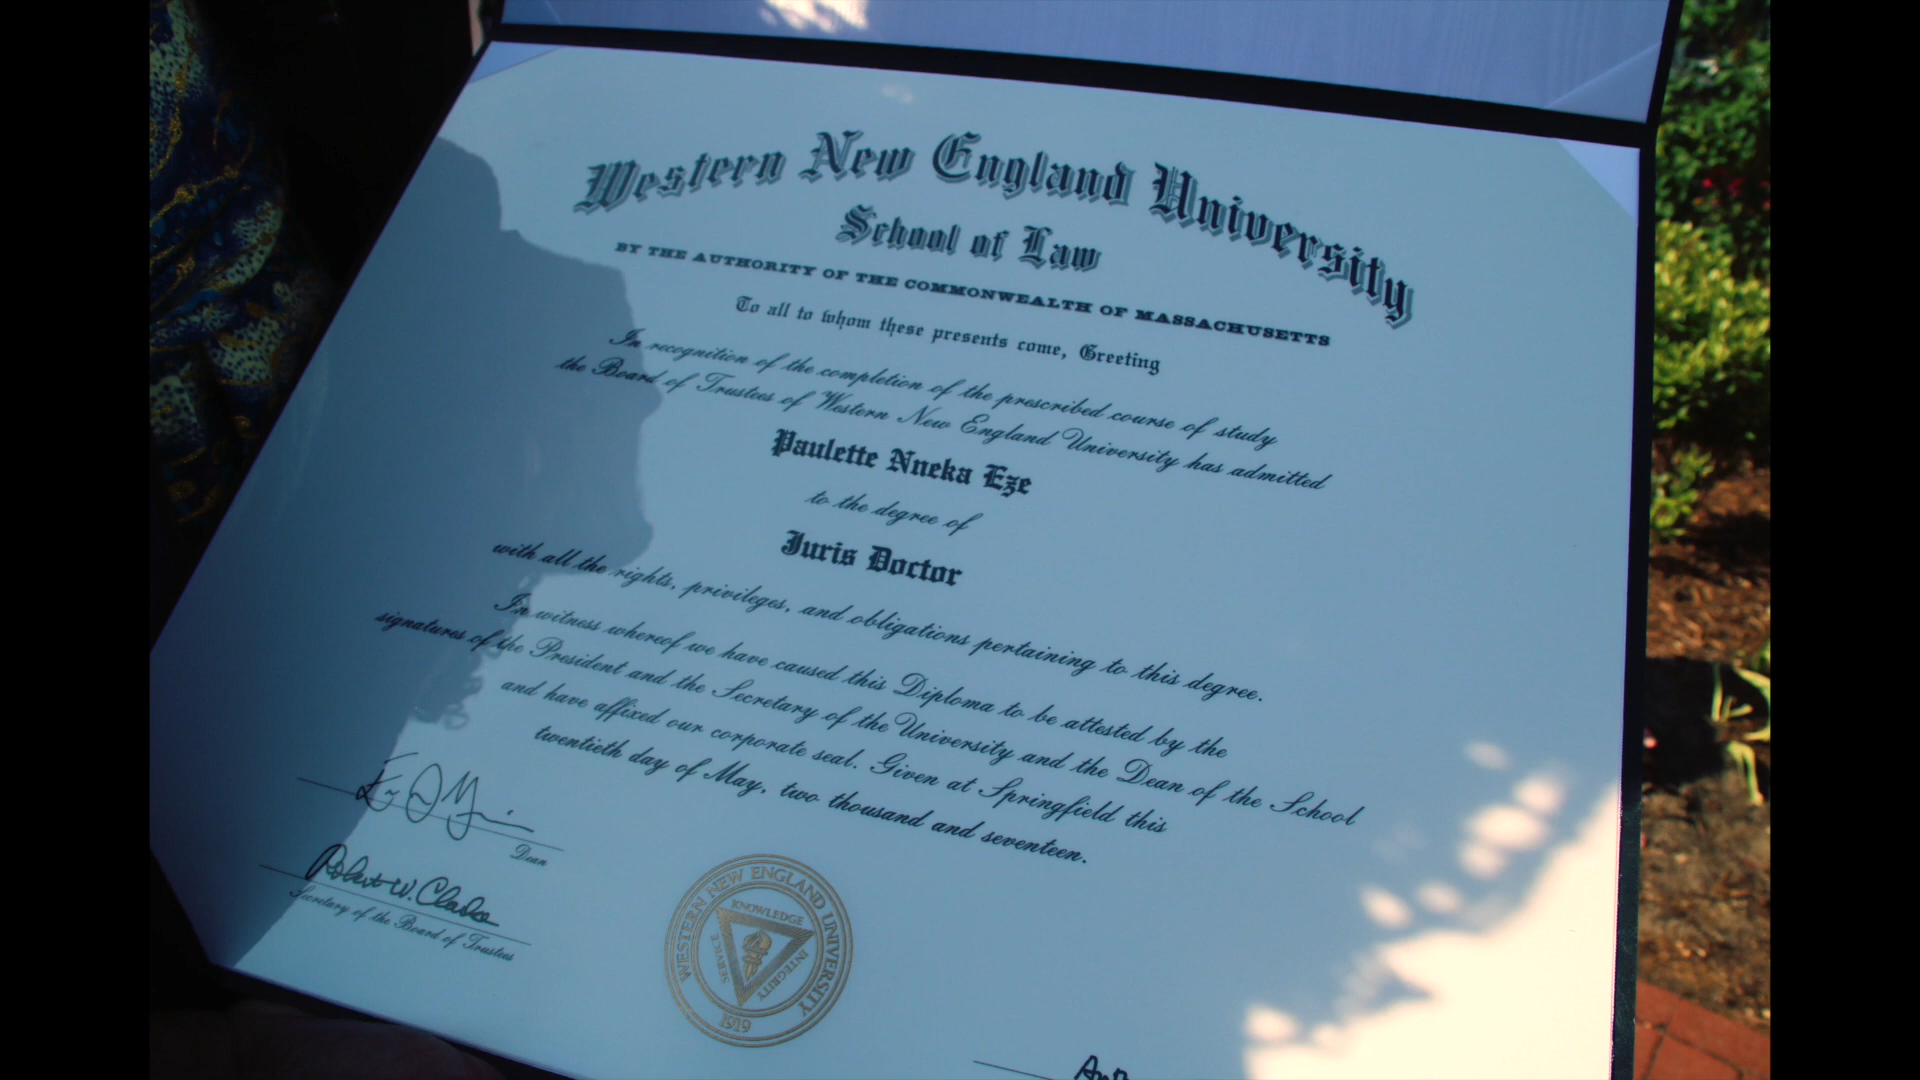 Western New England University
School of Law
BY THE AUTHORITY OF THE COMMONWEALTH OF MASSACHUSETTS
To all to whom these presents come, Greeting
In recognition of the completion of the prescribed course of study
the Board of Trustees of Western New England University has admitted
Paulette Nneka Eze
to the degree of
Juris Doctor
with all the rights, privileges, and obligations pertaining to this degree.
In witness whereof we have caused this Diploma to be attested by the
signatures of the President and the Secretary of the University and the Dean of the School
and have affixed our corporate seal. Given at Springfield this
twentieth day of May, two thousand and seventeen.
Dean
Robert W. Clarke
Secretary of the Board of Trustees
WESTERN NEW ENGLAND UNIVERSITY
KNOWLEDGE
SERVICE
INTEGRITY
1919